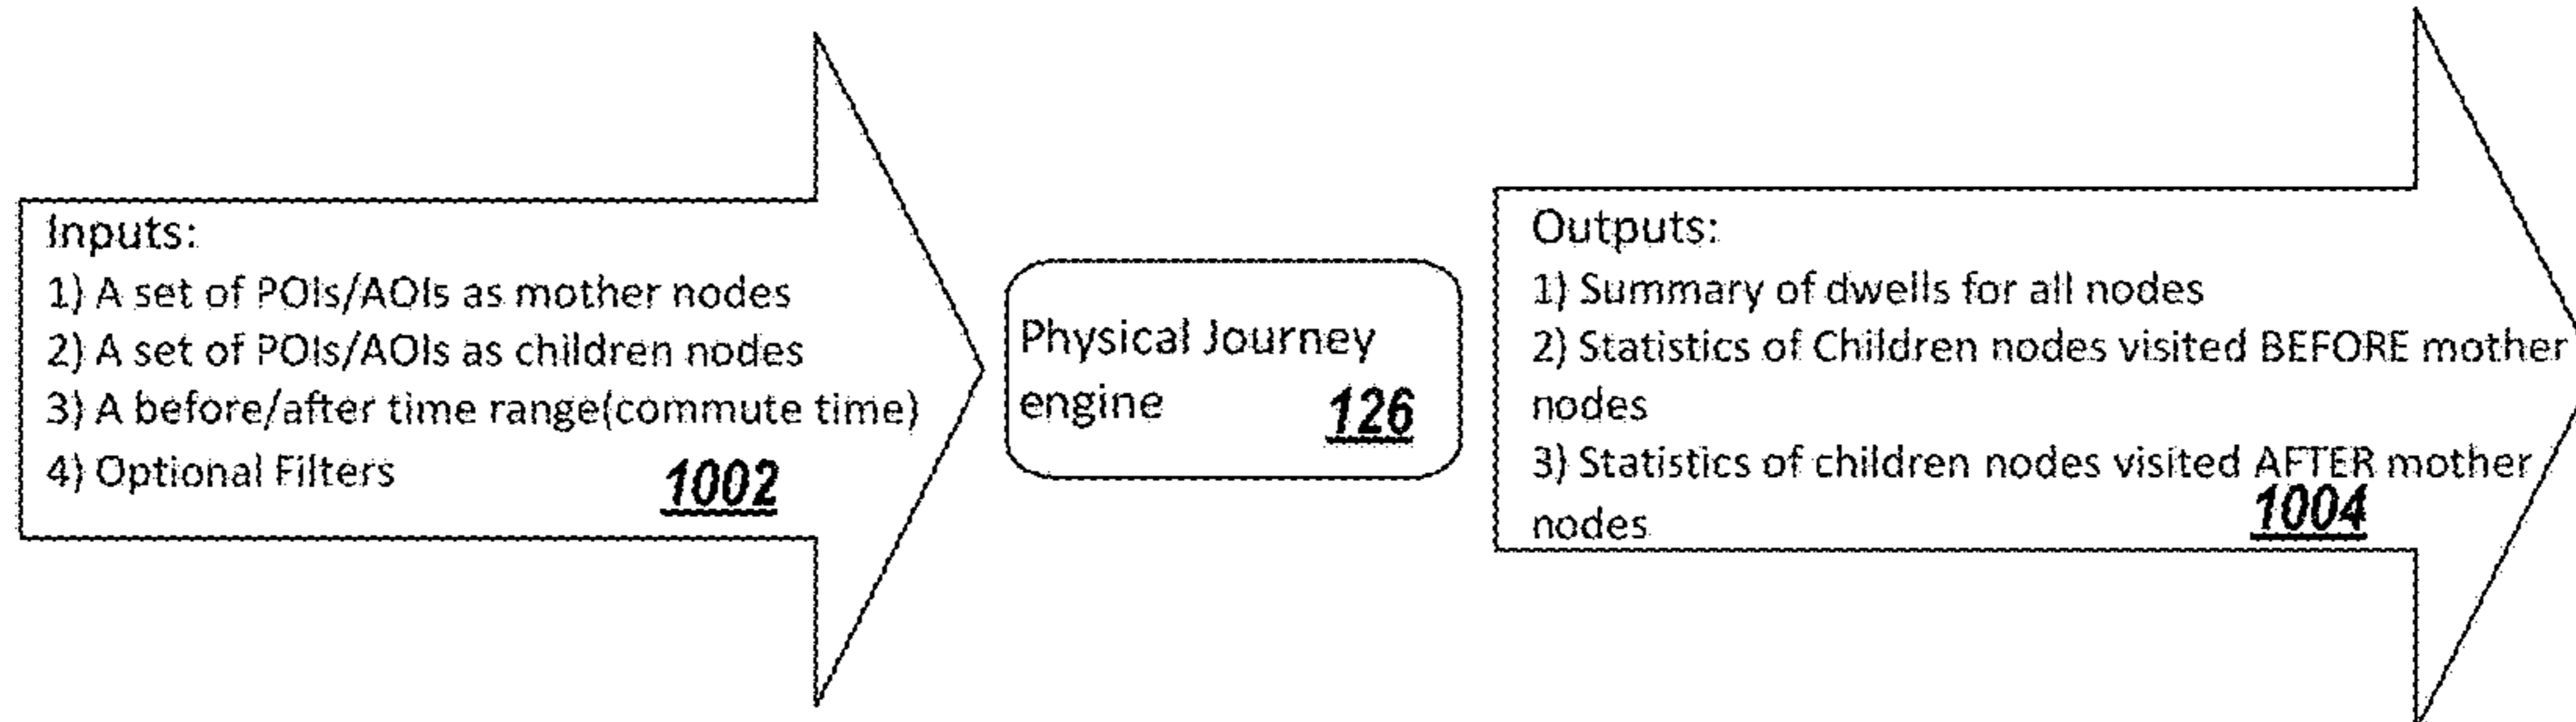 Inputs:
1) A set of POIs/AOIs as mother nodes
2) A set of POIs/AOIs as children nodes
3) A before/after time range(commute time)
4) Optional Filters
1002
Physical Journey
engine
126
Outputs:
1) Summary of dwells for all nodes
2) Statistics of Children nodes visited BEFORE mother
nodes
3) Statistics of children nodes visited AFTER mother
nodes
1004